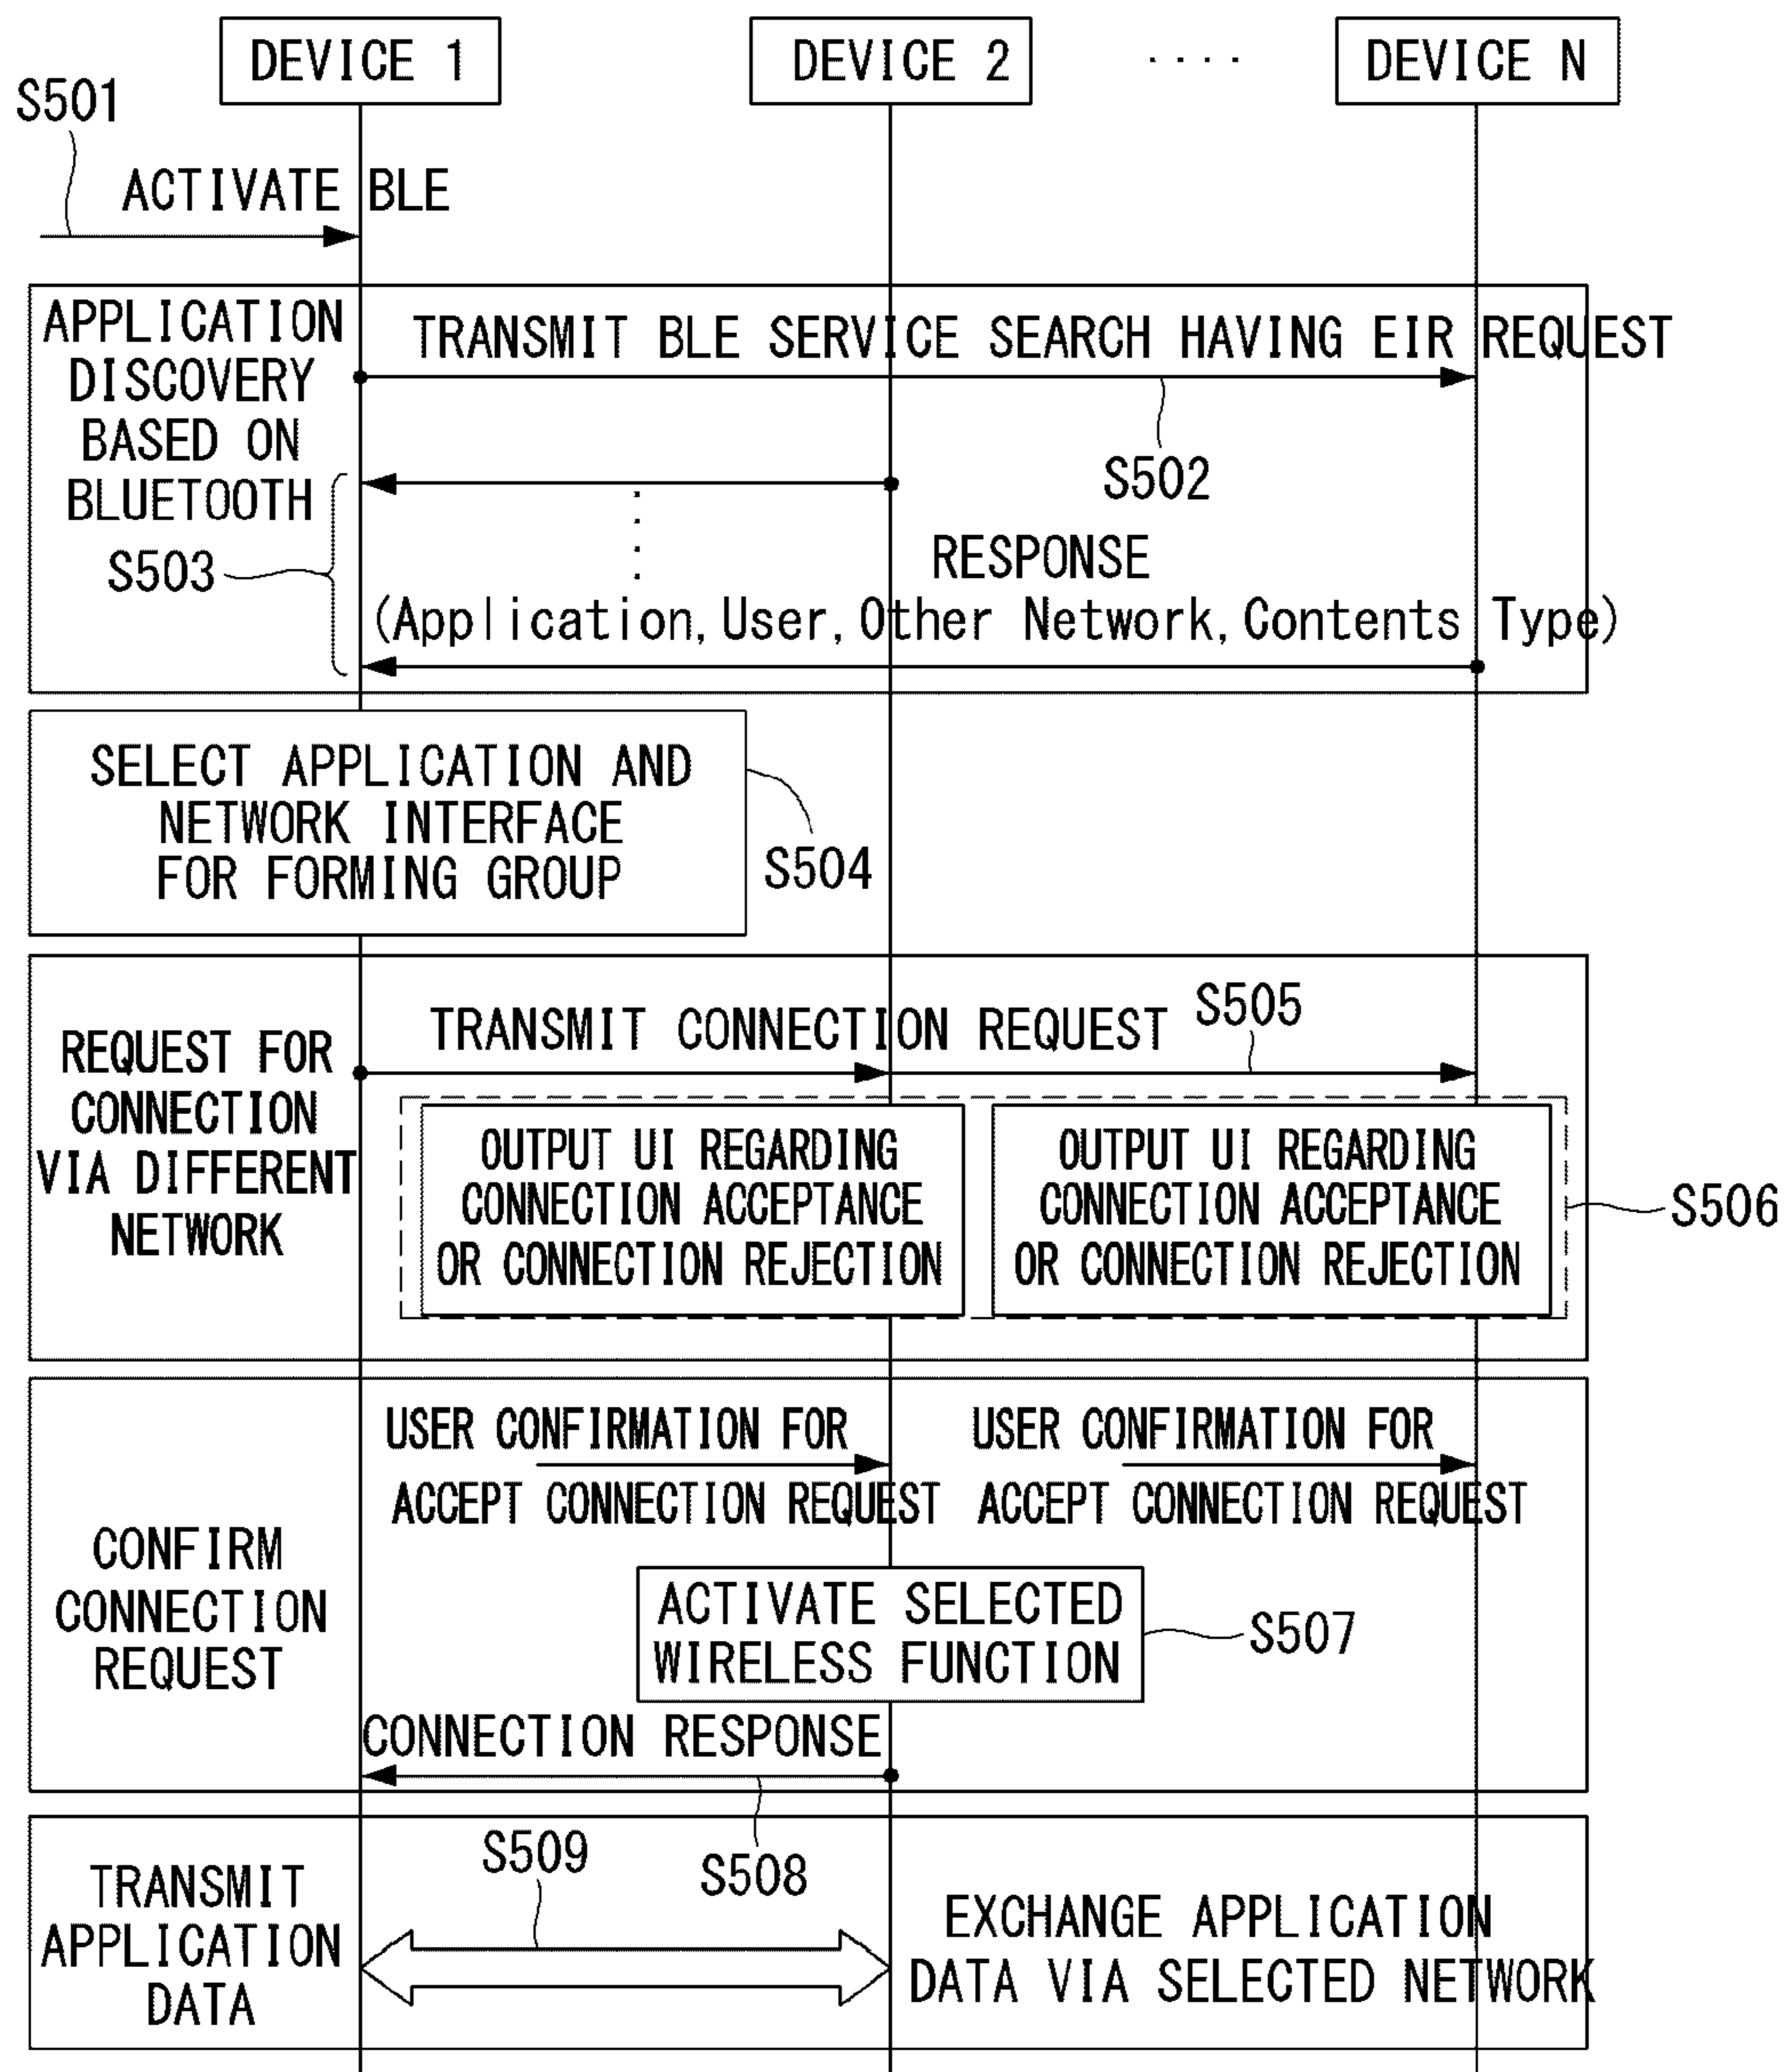 DEVICE 1
DEVICE 2
....
DEVICE N
S501
ACTIVATE BLE
APPLICATION
DISCOVERY
BASED ON
BLUETOOTH
TRANSMIT BLE SERVICE SEARCH HAVING EIR REQUEST
S502
S503
RESPONSE
(Application, User, Other Network, Contents Type)
SELECT APPLICATION AND
NETWORK INTERFACE
FOR FORMING GROUP
S504
REQUEST FOR
CONNECTION
VIA DIFFERENT
NETWORK
TRANSMIT CONNECTION REQUEST
S505
OUTPUT UI REGARDING
CONNECTION ACCEPTANCE
OR CONNECTION REJECTION
OUTPUT UI REGARDING
CONNECTION ACCEPTANCE
OR CONNECTION REJECTION
S506
CONFIRM
CONNECTION
REQUEST
USER CONFIRMATION FOR
ACCEPT CONNECTION REQUEST
USER CONFIRMATION FOR
ACCEPT CONNECTION REQUEST
ACTIVATE SELECTED
WIRELESS FUNCTION
S507
CONNECTION RESPONSE
S508
TRANSMIT
APPLICATION
DATA
S509
EXCHANGE APPLICATION
DATA VIA SELECTED NETWORK